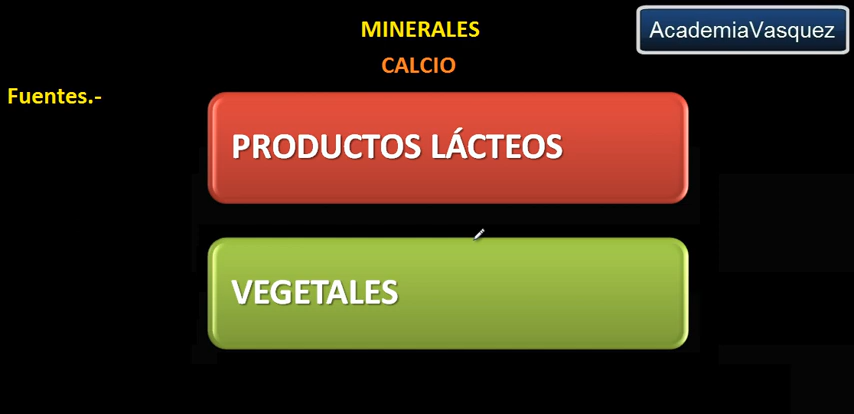 MINERALES
AcademiaVasquez
CALCIO
Fuentes.-
PRODUCTOS LÁCTEOS
VEGETALES